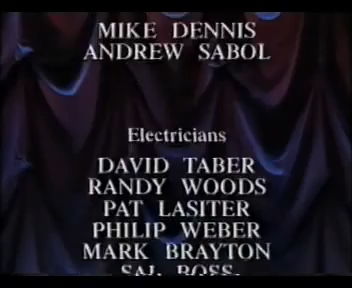 MIKE DENNIS
ANDREW SABOL
Electricians
DAVID TABER
RANDY WOODS
PAT LASITER
PHILIP WEBER
MARK BRAYTON